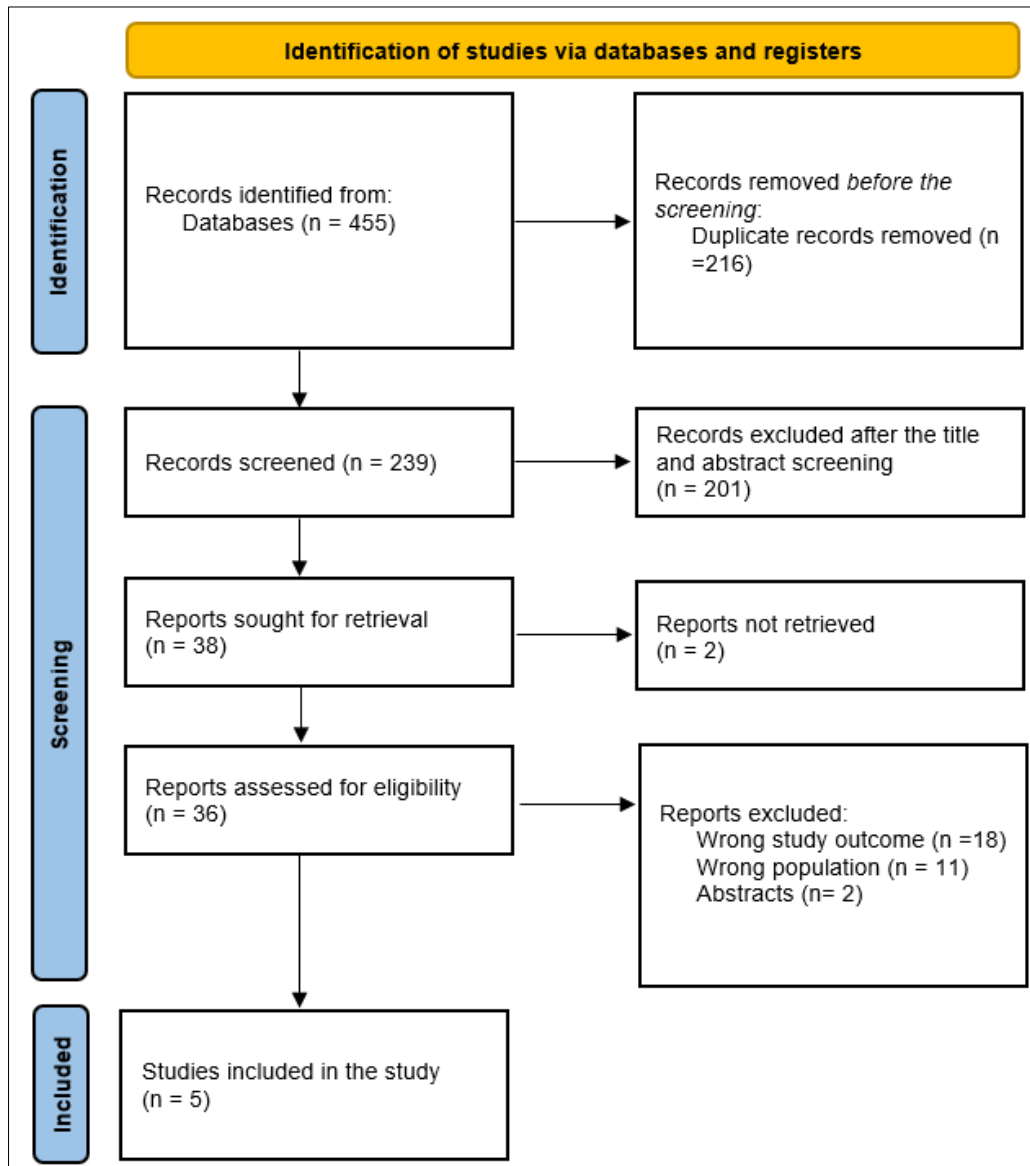 Identification of studies via databases and registers
Identification
Records identified from:
Databases (n = 455)
Records removed before the
screening:
Duplicate records removed (n
=216)
Screening
Records screened (n = 239)
Records excluded after the title
and abstract screening
(n = 201)
Reports sought for retrieval
(n = 38)
Reports not retrieved
(n = 2)
Reports assessed for eligibility
(n = 36)
Reports excluded:
Wrong study outcome (n =18)
Wrong population (n = 11)
Abstracts (n= 2)
Included
Studies included in the study
(n = 5)